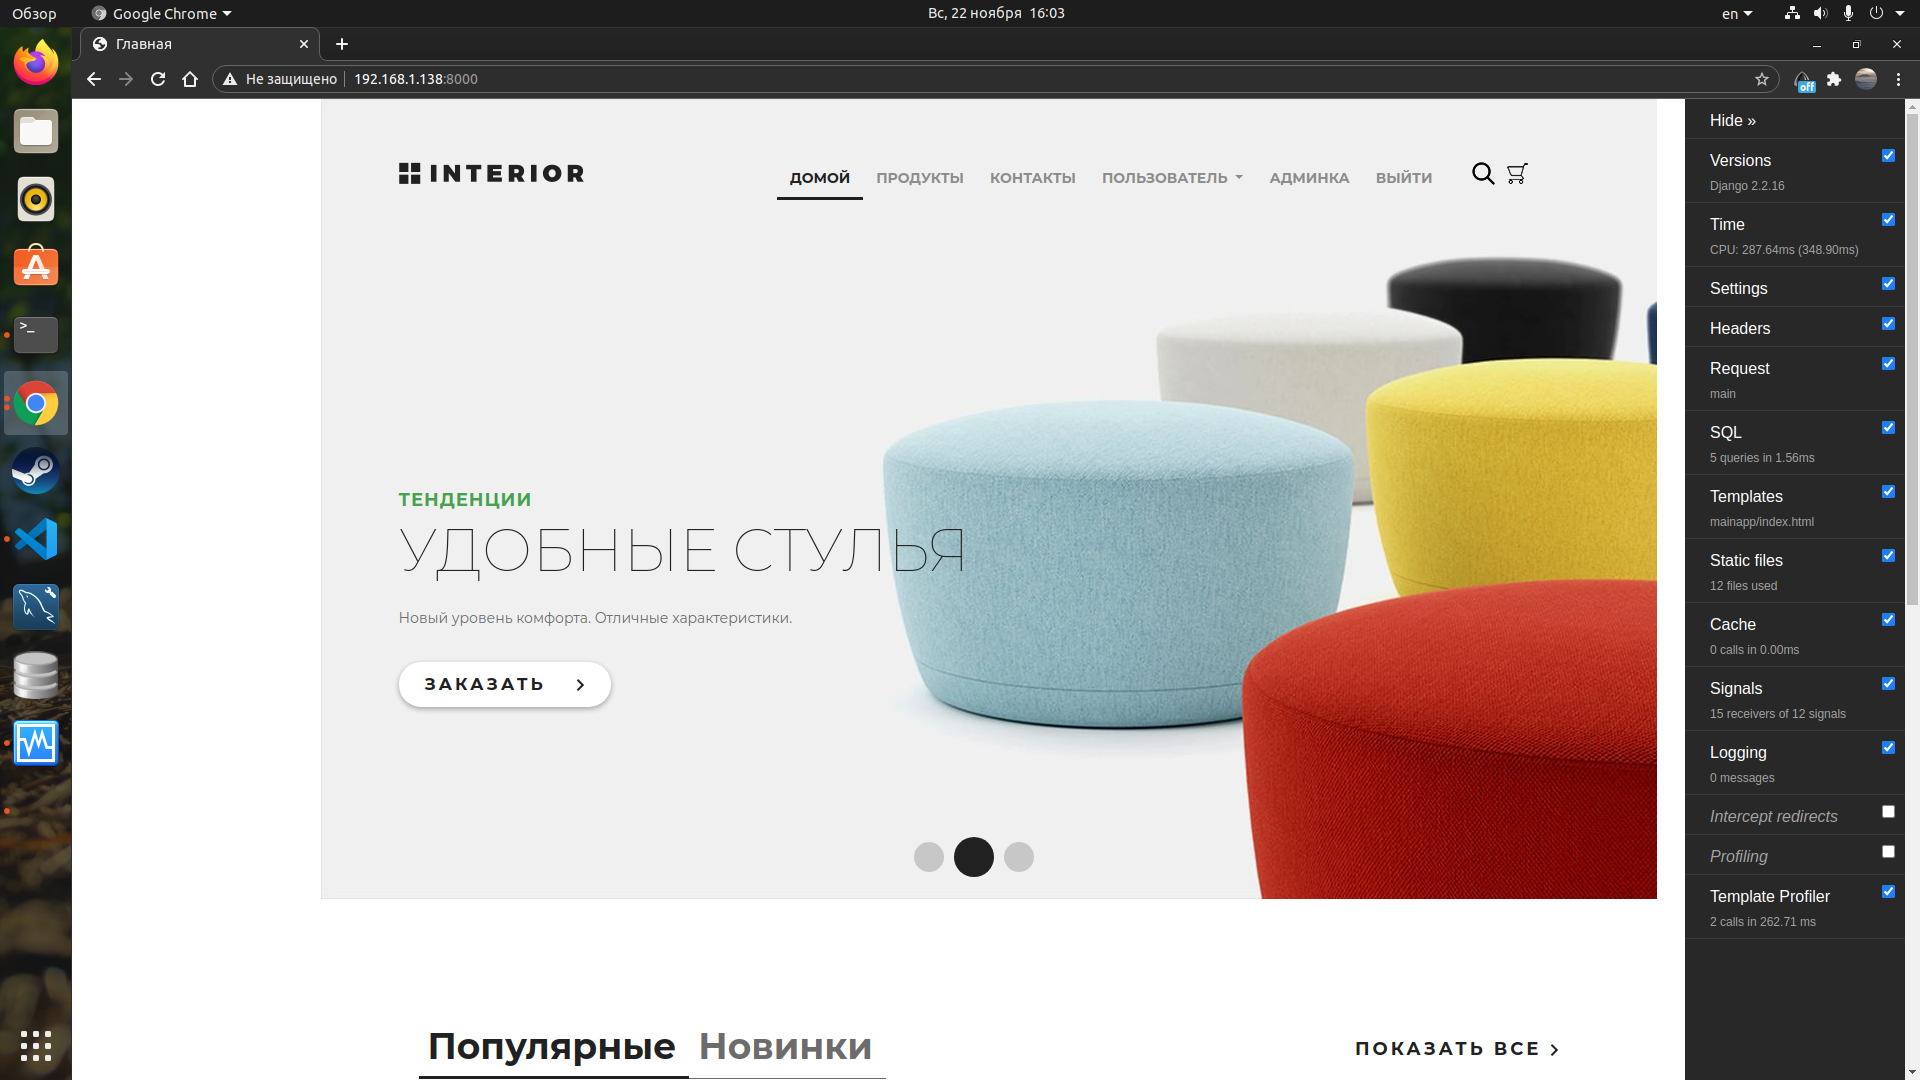 Обзор
Google Chrome
Вс, 22 ноября 16:03
en
Главная
Не защищено
192.168.1.138:8000
off
INTERIOR
ДОМОЙ
ПРОДУКТЫ
КОНТАКТЫ
ПОЛЬЗОВАТЕЛЬ
АДМИНКА
ВЫЙТИ
ТЕНДЕНЦИИ
УДОБНЫЕ СТУЛЬЯ
Новый уровень комфорта. Отличные характеристики.
ЗАКАЗАТЬ
Популярные
Новинки
ПОКАЗАТЬ ВСЕ
Hide »
Versions
Django 2.2.16
Time
CPU: 287.64ms (348.90ms)
Settings
Headers
Request
main
SQL
5 queries in 1.56ms
Templates
mainapp/index.html
Static files
12 files used
Cache
0 calls in 0.00ms
Signals
15 receivers of 12 signals
Logging
0 messages
Intercept redirects
Profiling
Template Profiler
2 calls in 262.71 ms